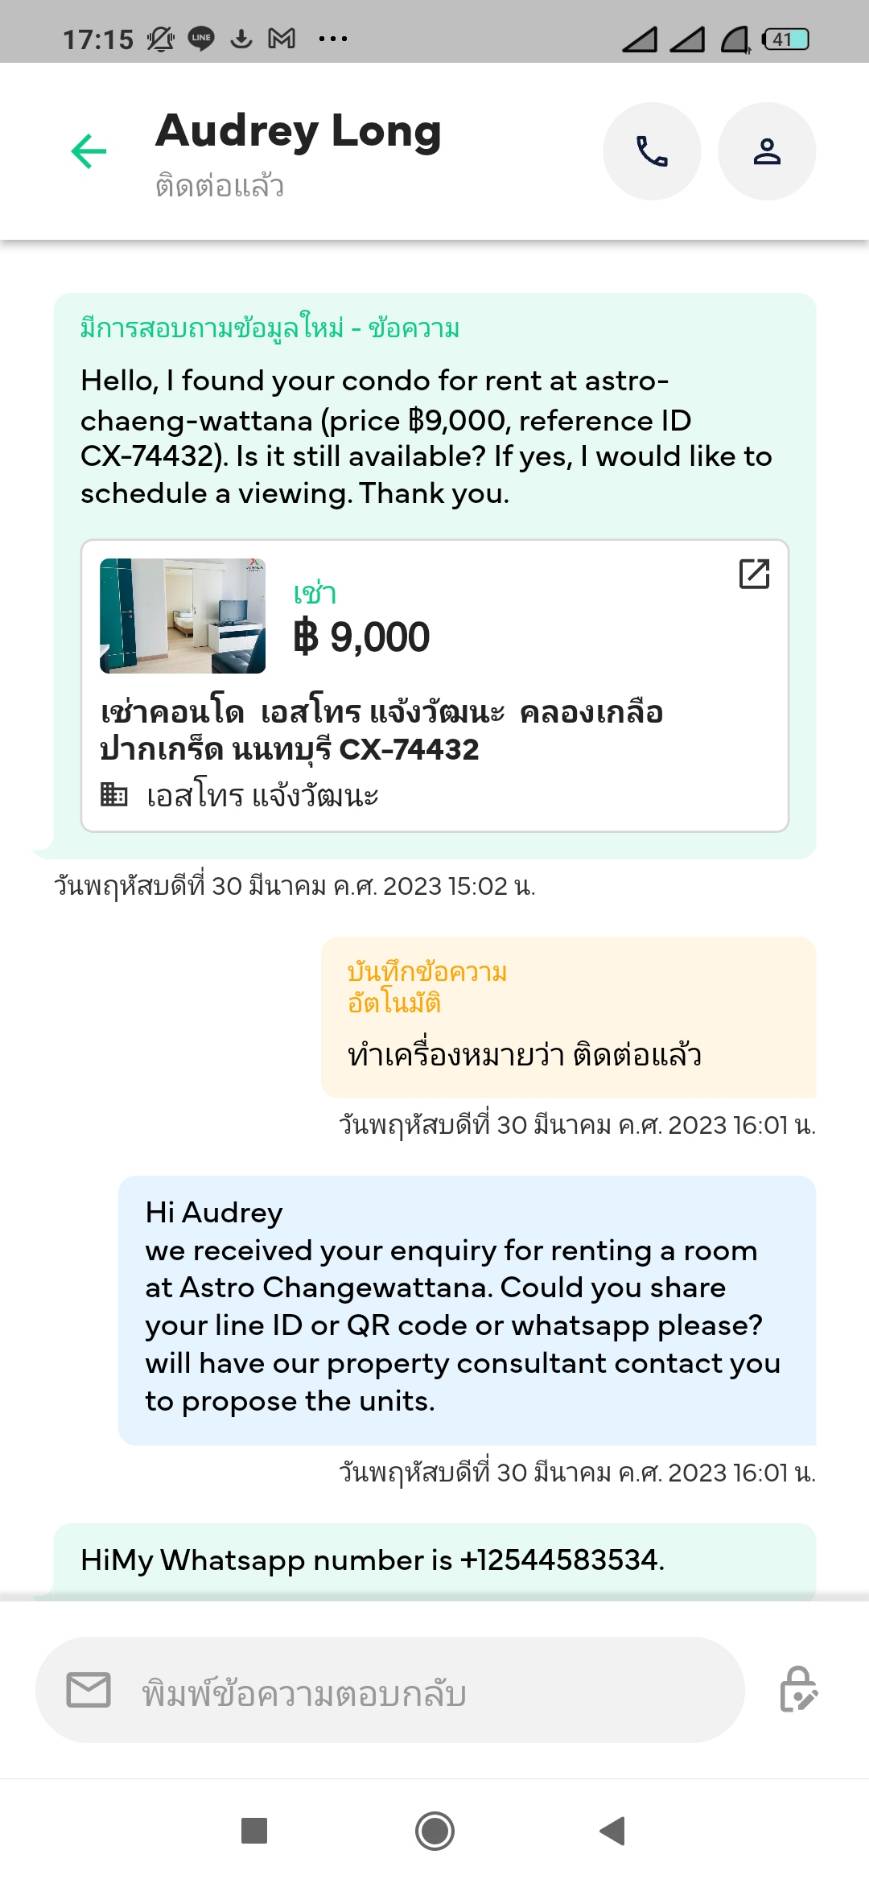 17:15
LINE
41
Audrey Long
ติดต่อแล้ว
มีการสอบถามข้อมูลใหม่ - ข้อความ
Hello, I found your condo for rent at astro-
chaeng-wattana (price ฿9,000, reference ID
CX-74432). Is it still available? If yes, I would like to
schedule a viewing. Thank you.
เช่า
฿ 9,000
เช่าคอนโด เอสโทร แจ้งวัฒนะ คลองเกลือ
ปากเกร็ด นนทบุรี CX-74432
เอสโทร แจ้งวัฒนะ
วันพฤหัสบดีที่ 30 มีนาคม ค.ศ. 2023 15:02 น.
บันทึกข้อความ
อัตโนมัติ
ทำเครื่องหมายว่า ติดต่อแล้ว
วันพฤหัสบดีที่ 30 มีนาคม ค.ศ. 2023 16:01 น.
Hi Audrey
we received your enquiry for renting a room
at Astro Changewattana. Could you share
your line ID or QR code or whatsapp please?
will have our property consultant contact you
to propose the units.
วันพฤหัสบดีที่ 30 มีนาคม ค.ศ. 2023 16:01 น.
HiMy Whatsapp number is +12544583534.
พิมพ์ข้อความตอบกลับ